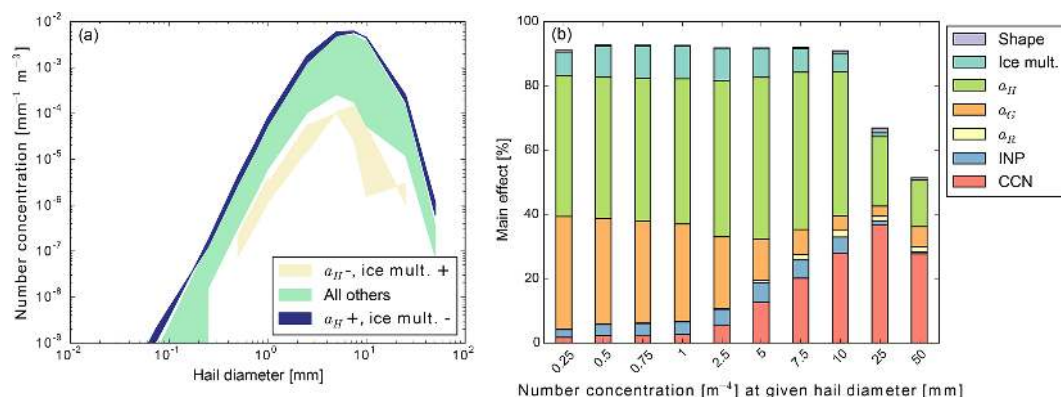 (a)
Number concentration [mm⁻¹ m⁻³]
10⁻²
10⁻³
10⁻⁴
10⁻⁵
10⁻⁶
10⁻⁷
10⁻⁸
10⁻⁹
a_H-, ice mult. +
All others
a_H+, ice mult. -
10⁻² 10⁻¹ 10⁰ 10¹ 10²
Hail diameter [mm]
(b)
Main effect [%]
100
80
60
40
20
0
0.25 0.5 0.75 1 2.5 5 7.5 10 25 50
Number concentration [m⁻⁴] at given hail diameter [mm]
Shape
Ice mult.
a_H
a_G
a_R
INP
CCN